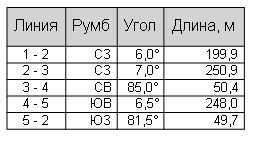 Линия Румб Угол Длина, м
1 - 2 СЗ 6,0° 199,9
2 - 3 СЗ 7,0° 250,9
3 - 4 СВ 85,0° 50,4
4 - 5 ЮВ 6,5° 248,0
5 - 2 ЮЗ 81,5° 49,7